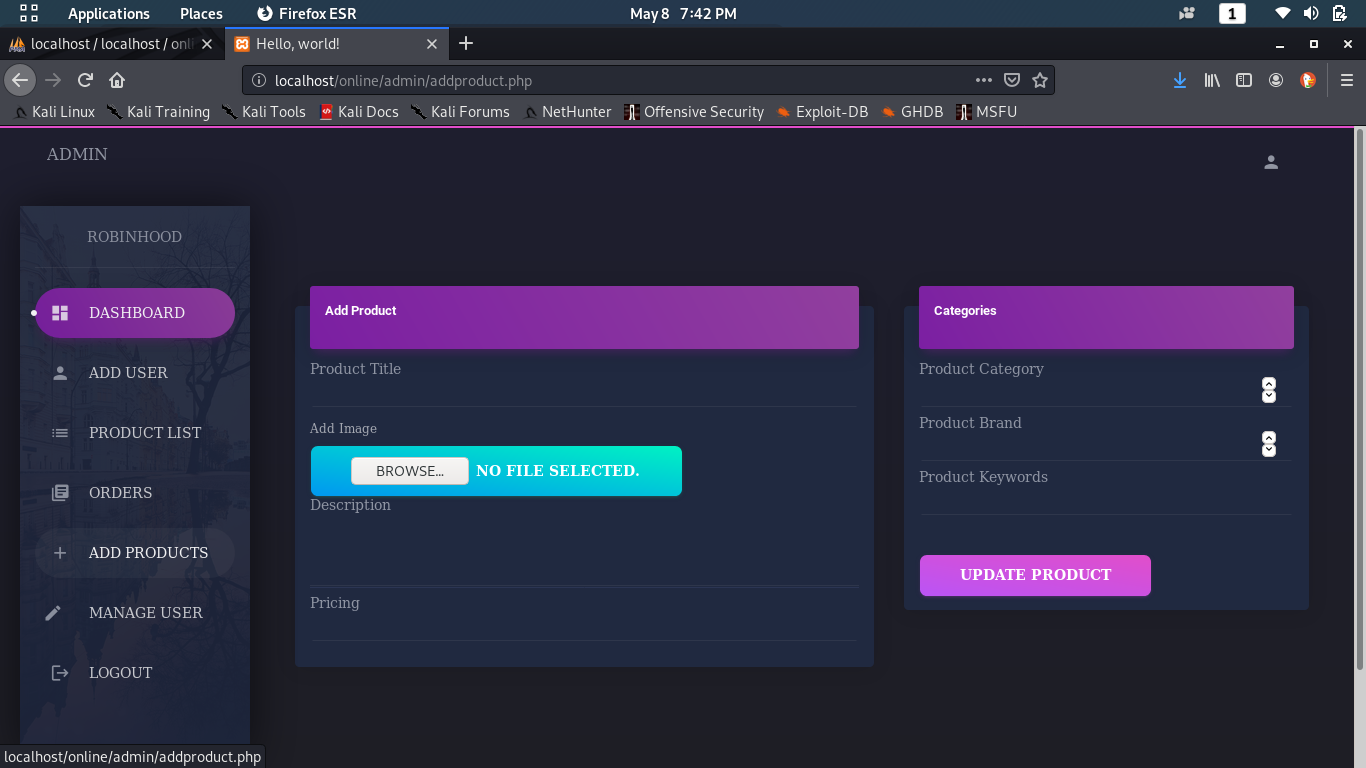 Applications Places Firefox ESR May 8 7:42 PM 1
localhost / localhost / onli Hello, world!
localhost/online/admin/addproduct.php
Kali Linux Kali Training Kali Tools Kali Docs Kali Forums NetHunter Offensive Security Exploit-DB GHDB MSFU
ADMIN
ROBINHOOD
DASHBOARD
ADD USER
PRODUCT LIST
ORDERS
ADD PRODUCTS
MANAGE USER
LOGOUT
Add Product
Product Title
Add Image
BROWSE... NO FILE SELECTED.
Description
Pricing
Categories
Product Category
Product Brand
Product Keywords
UPDATE PRODUCT
localhost/online/admin/addproduct.php